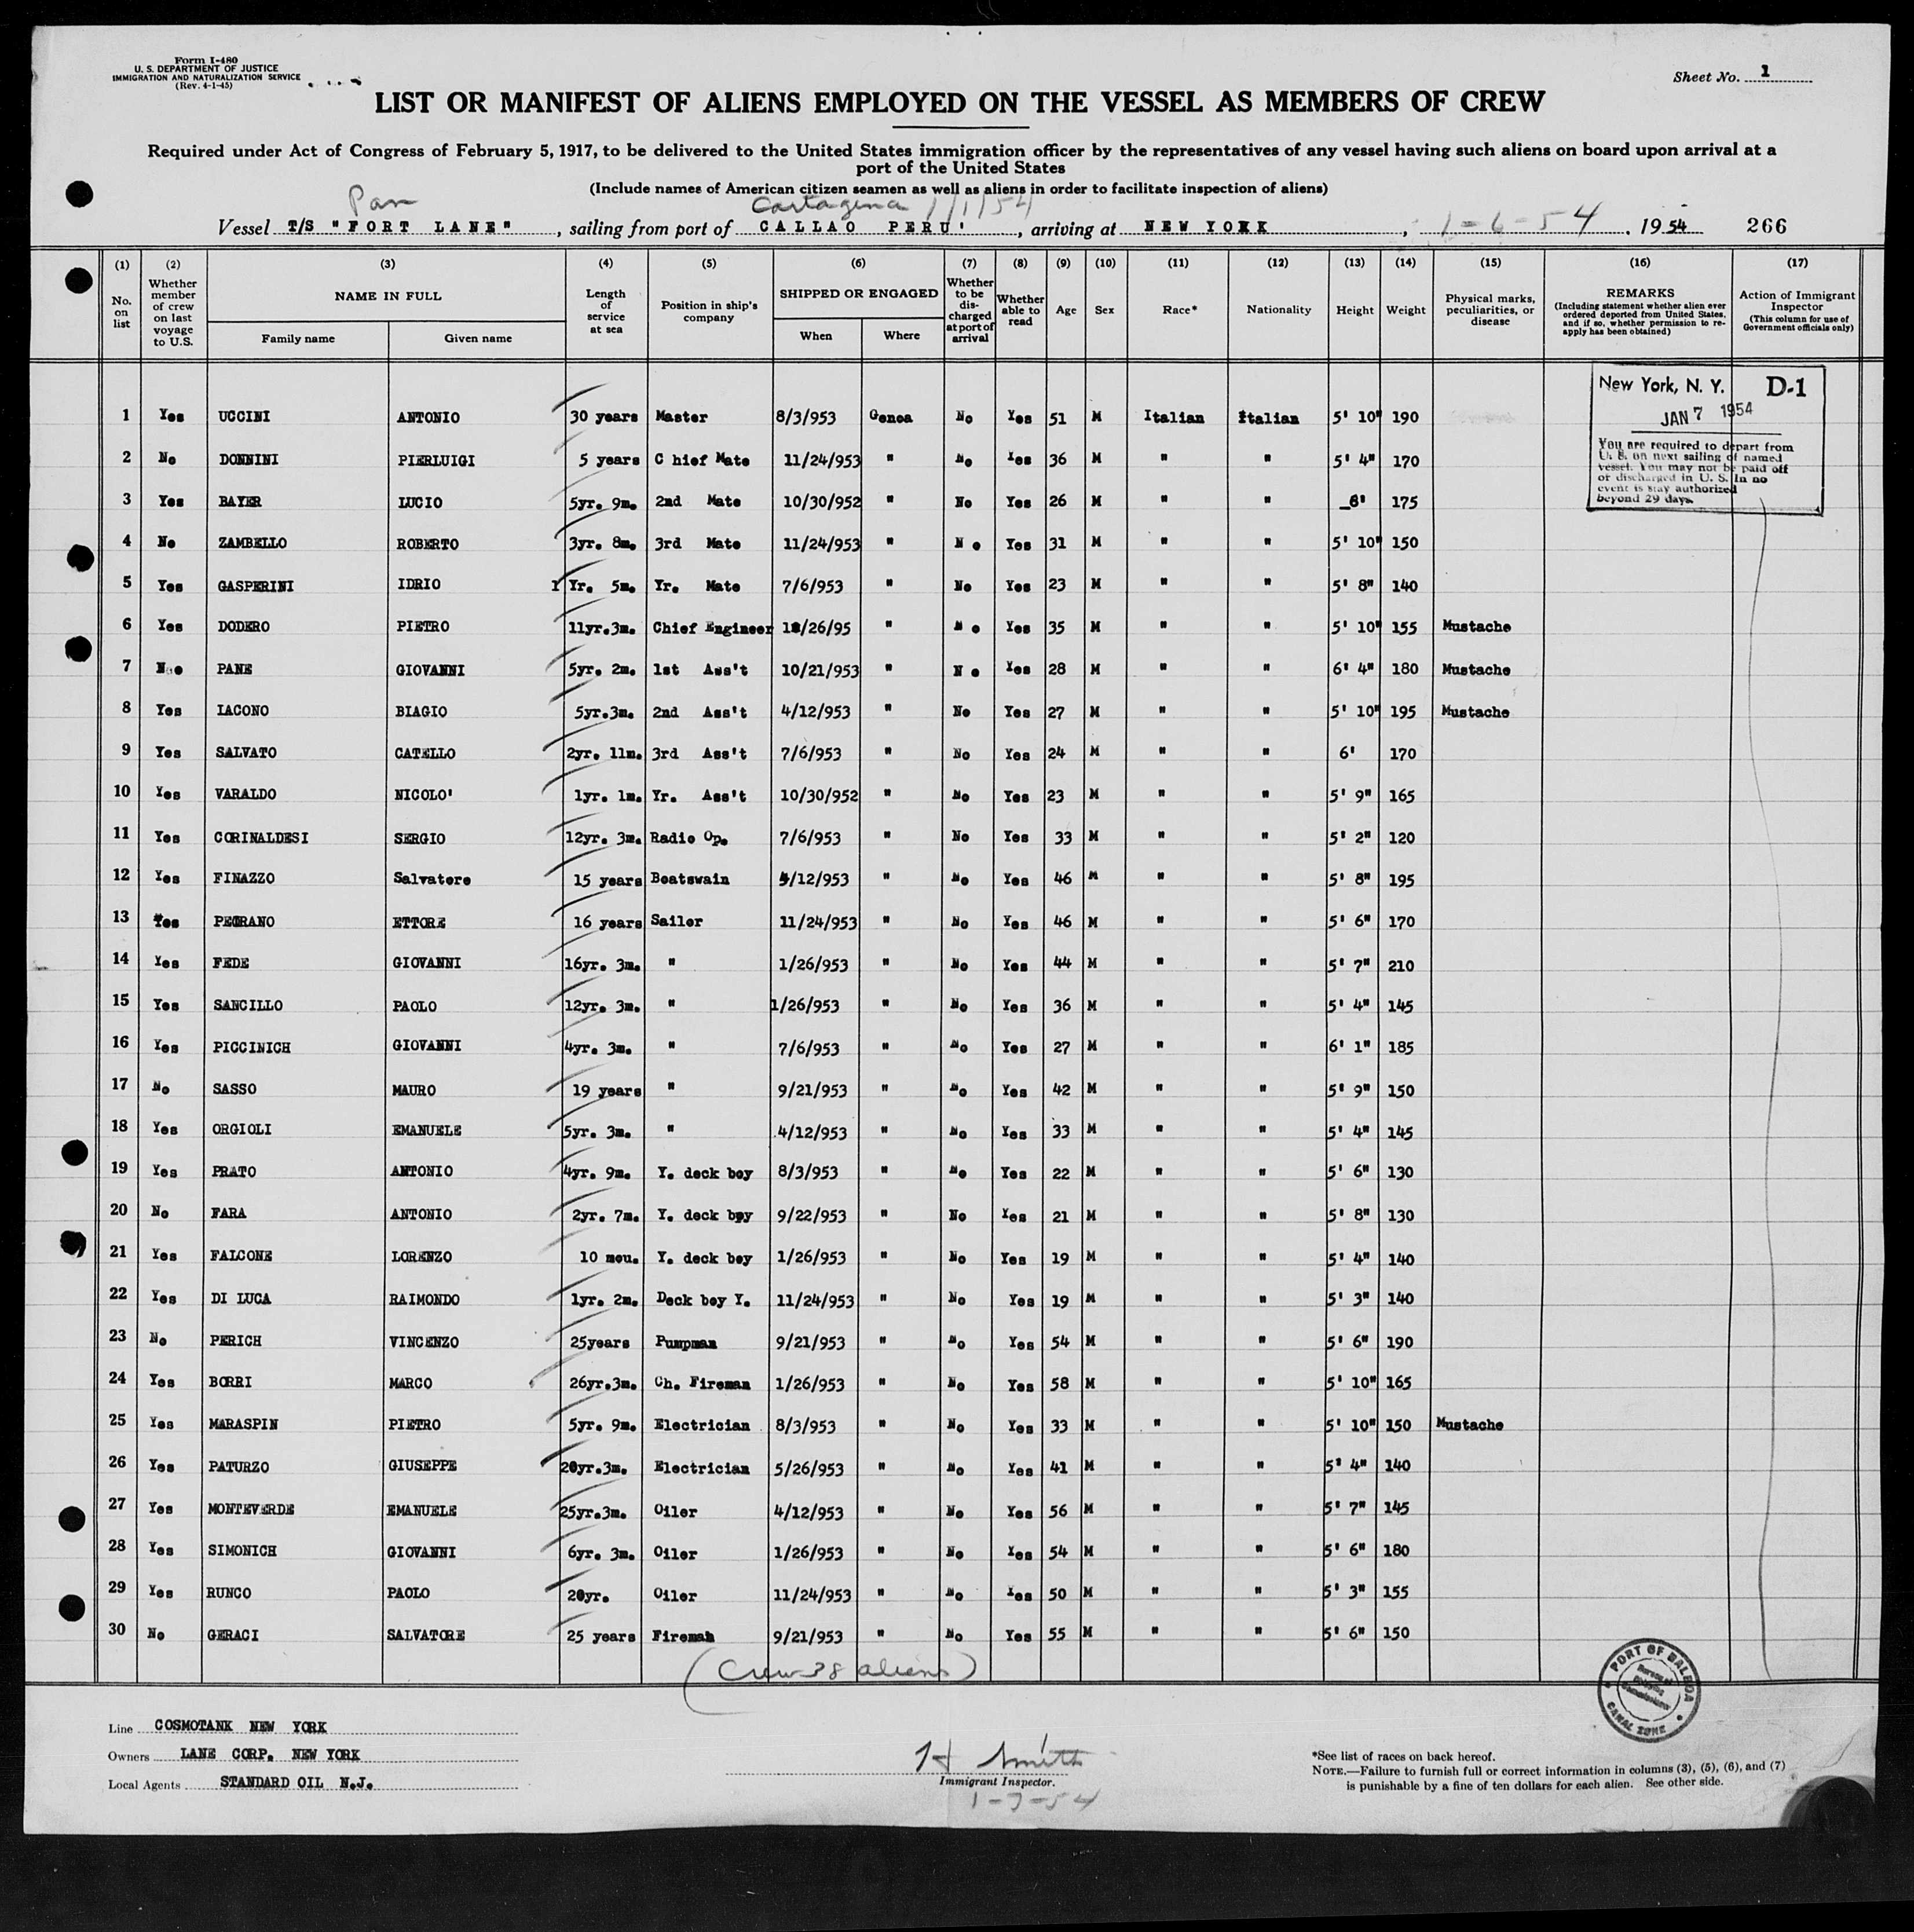 Form I-480
U. S. DEPARTMENT OF JUSTICE
IMMIGRATION AND NATURALIZATION SERVICE
(Rev. 4-1-45)
Sheet No. 1
LIST OR MANIFEST OF ALIENS EMPLOYED ON THE VESSEL AS MEMBERS OF CREW
Required under Act of Congress of February 5, 1917, to be delivered to the United States immigration officer by the representatives of any vessel having such aliens on board upon arrival at a
port of the United States
(Include names of American citizen seamen as well as aliens in order to facilitate inspection of aliens)
Pan Cartagena 1/1/54
Vessel T/S "FORT LANE", sailing from port of CALLAO PERU', arriving at NEW YORK, 1-6-54, 1954 266
(1) (2) (3) (4) (5) (6) (7) (8) (9) (10) (11) (12) (13) (14) (15) (16) (17)
No. on list Whether member of crew on last voyage to U.S. NAME IN FULL Family name Given name Length of service at sea Position in ship's company SHIPPED OR ENGAGED When Where Whether to be discharged at port of arrival Whether able to read Age Sex Race* Nationality Height Weight Physical marks, peculiarities, or disease REMARKS (Including statement whether alien ever ordered deported from United States, and if so, whether permission to reapply has been obtained) Action of Immigrant Inspector (This column for use of Government officials only)
New York, N. Y. D-1
JAN 7 1954
You are required to depart from
U. S. on next sailing of named
vessel. You may not be paid off
or discharged in U. S. In no
event is stay authorized
beyond 29 days.
1 Yes UCCINI ANTONIO 30 years Master 8/3/953 Genoa No Yes 51 M Italian Italian 5' 10" 190
2 No DONNINI PIERLUIGI 5 years C hief Mate 11/24/953 " No Yes 36 M " " 5' 4" 170
3 Yes BAYER LUCIO 5yr. 9m. 2nd Mate 10/30/952 " No Yes 26 M " " 6' 175
4 No ZAMBELLO ROBERTO 3yr. 8m. 3rd Mate 11/24/953 " N o Yes 31 M " " 5' 10" 150
5 Yes GASPERINI IDRIO 1 Yr. 5m. Yr. Mate 7/6/953 " No Yes 23 M " " 5' 8" 140
6 Yes DODERO PIETRO 11yr.3m. Chief Engineer /26/95 " N o Yes 35 M " " 5' 10" 155 Mustache
7 No PANE GIOVANNI 5yr. 2m. 1st Ass't 10/21/953 " N o Yes 28 M " " 6' 4" 180 Mustache
8 Yes IACONO BIAGIO 5yr.3m. 2nd Ass't 4/12/953 " No Yes 27 M " " 5' 10" 195 Mustache
9 Yes SALVATO CATELLO 2yr. 11m. 3rd Ass't 7/6/953 " No Yes 24 M " " 6' 170
10 Yes VARALDO NICOLO' 1yr. 1m. Yr. Ass't 10/30/952 " No Yes 23 M " " 5' 9" 165
11 Yes CORINALDESI SERGIO 12yr. 3m. Radio Op. 7/6/953 " No Yes 33 M " " 5' 2" 120
12 Yes FINAZZO Salvatore 15 years Boatswain /12/953 " No Yes 46 M " " 5' 8" 195
13 Yes PEGRANO ETTORE 16 years Sailor 11/24/953 " No Yes 46 M " " 5' 6" 170
14 Yes FEDE GIOVANNI 16yr. 3m. " 1/26/953 " No Yes 44 M " " 5' 7" 210
15 Yes SANCILLO PAOLO 12yr. 3m. " 1/26/953 " No Yes 36 M " " 5' 4" 145
16 Yes PICCINICH GIOVANNI 4yr. 3m. " 7/6/953 " No Yes 27 M " " 6' 1" 185
17 No SASSO MAURO 19 years " 9/21/953 " No Yes 42 M " " 5' 9" 150
18 Yes ORGIOLI EMANUELE 5yr. 3m. " 4/12/953 " No Yes 33 M " " 5' 4" 145
19 Yes PRATO ANTONIO 4yr. 9m. Y. deck boy 8/3/953 " No Yes 22 M " " 5' 6" 130
20 No FARA ANTONIO 2yr. 7m. Y. deck boy 9/22/953 " No Yes 21 M " " 5' 8" 130
21 Yes FALCONE LORENZO 10 mou. Y. deck boy 1/26/953 " No Yes 19 M " " 5' 4" 140
22 Yes DI LUCA RAIMONDO 1yr. 2m. Deck boy Y. 11/24/953 " No Yes 19 M " " 5' 3" 140
23 No PERICH VINCENZO 25years Pumpman 9/21/953 " No Yes 54 M " " 5' 6" 190
24 Yes BORRI MARCO 26yr.3m. Ch. Fireman 1/26/953 " No Yes 58 M " " 5' 10" 165
25 Yes MARASPIN PIETRO 5yr. 9m. Electrician 8/3/953 " No Yes 33 M " " 5' 10" 150 Mustache
26 Yes PATURZO GIUSEPPE 20yr.3m. Electrician 5/26/953 " No Yes 41 M " " 5' 4" 140
27 Yes MONTEVERDE EMANUELE 25yr.3m. Oiler 4/12/953 " No Yes 56 M " " 5' 7" 145
28 Yes SIMONICH GIOVANNI 6yr. 3m. Oiler 1/26/953 " No Yes 54 M " " 5' 6" 180
29 Yes RUNCO PAOLO 20yr. Oiler 11/24/953 " No Yes 50 M " " 5' 3" 155
30 No GERACI SALVATORE 25 years Fireman 9/21/953 " No Yes 55 M " " 5' 6" 150
(Crew 38 aliens)
PORT OF BALBOA
CANAL ZONE
Line COSMOTANK NEW YORK
Owners LANE CORP. NEW YORK
Local Agents STANDARD OIL N.J.
H Smith
Immigrant Inspector.
1-7-54
*See list of races on back hereof.
NOTE.—Failure to furnish full or correct information in columns (3), (5), (6), and (7)
is punishable by a fine of ten dollars for each alien. See other side.